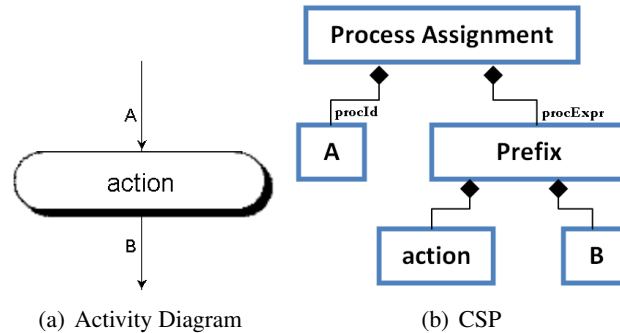 A
action
B
(a) Activity Diagram
Process Assignment
procId
procExpr
A
Prefix
action
B
(b) CSP